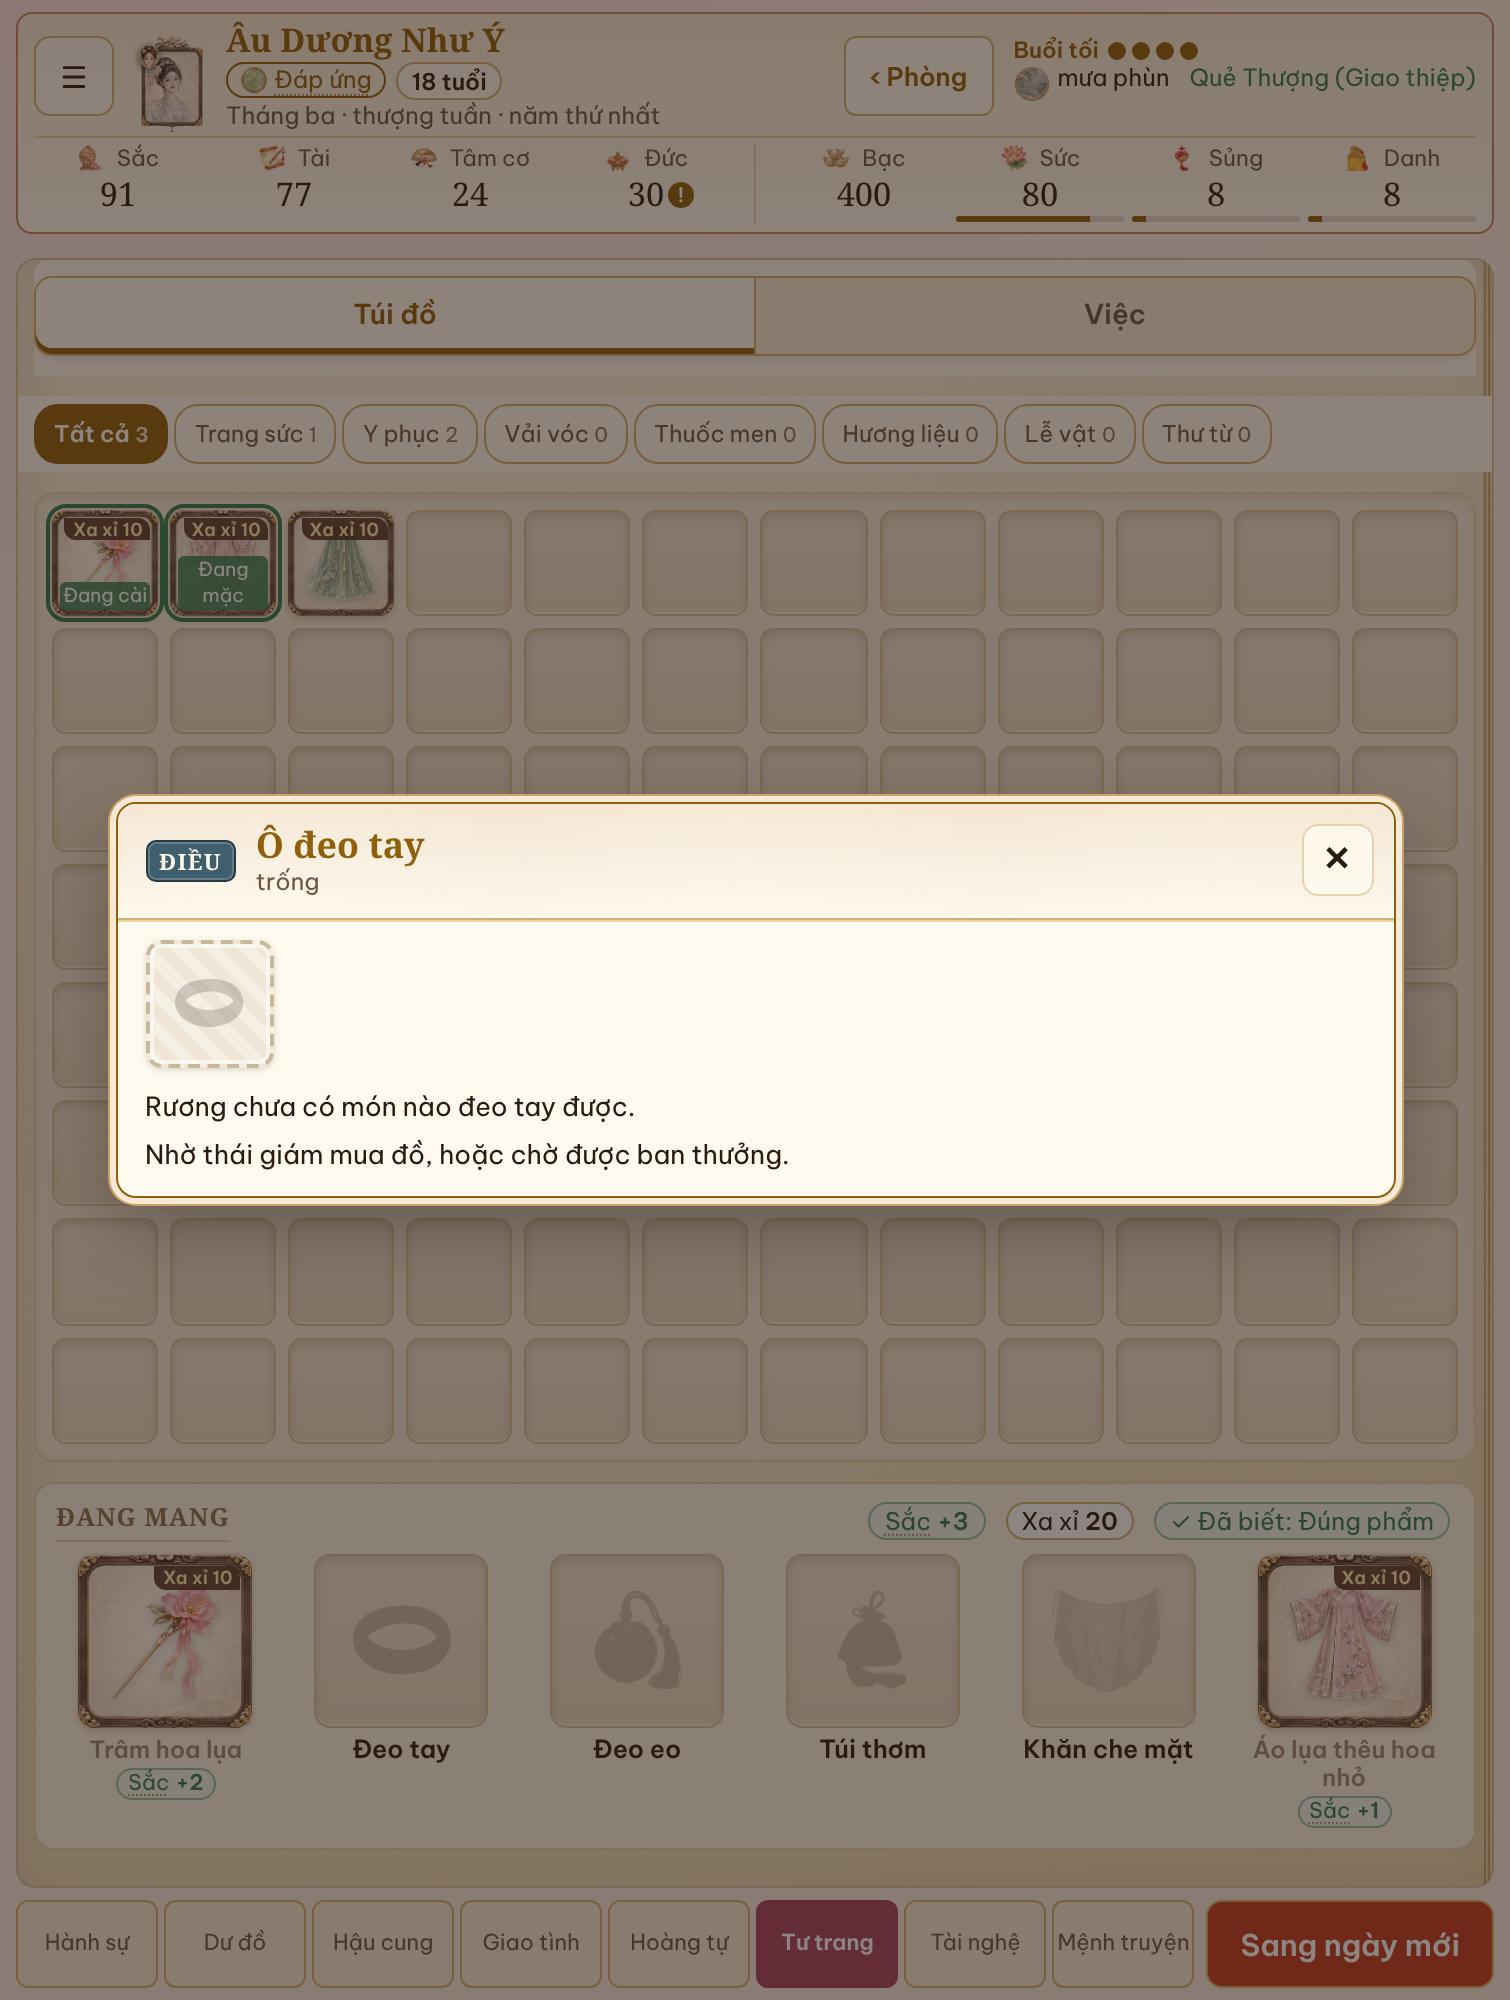 ☰
Âu Dương Như Ý
Đáp ứng
18 tuổi
Tháng ba · thượng tuần · năm thứ nhất
‹ Phòng
Buổi tối
mưa phùn
Quẻ Thượng (Giao thiệp)
Sắc
Tài
Tâm cơ
Đức
Bạc
Sức
Sủng
Danh
91
77
24
30 !
400
80
8
8
Túi đồ
Việc
Tất cả 3
Trang sức 1
Y phục 2
Vải vóc 0
Thuốc men 0
Hương liệu 0
Lễ vật 0
Thư từ 0
Xa xỉ 10
Đang cài
Xa xỉ 10
Đang
mặc
Xa xỉ 10
ĐIỀU
Ô đeo tay
trống
✕
Rương chưa có món nào đeo tay được.
Nhờ thái giám mua đồ, hoặc chờ được ban thưởng.
ĐANG MANG
Sắc +3
Xa xỉ 20
✓ Đã biết: Đúng phẩm
Xa xỉ 10
Trâm hoa lụa
Sắc +2
Đeo tay
Đeo eo
Túi thơm
Khăn che mặt
Xa xỉ 10
Áo lụa thêu hoa
nhỏ
Sắc +1
Hành sự
Dư đồ
Hậu cung
Giao tình
Hoàng tự
Tư trang
Tài nghệ
Mệnh truyện
Sang ngày mới